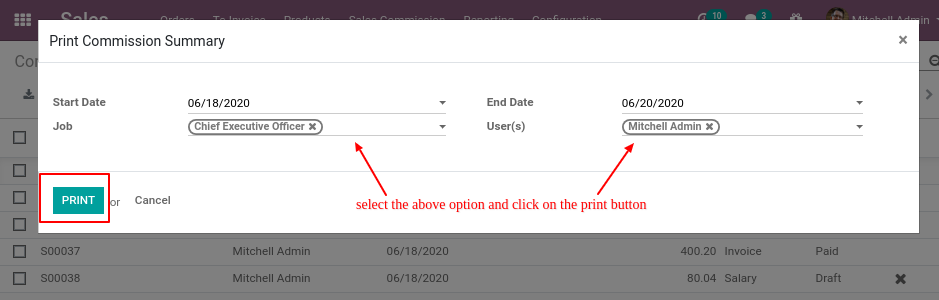 Sales Orders To Invoice Products Sales Commission Reporting Configuration 10 3 Mitchell Admin
Print Commission Summary ×
Start Date 06/18/2020 End Date 06/20/2020
Job Chief Executive Officer ✖ User(s) Mitchell Admin ✖
PRINT or Cancel
select the above option and click on the print button
S00037 Mitchell Admin 06/18/2020 400.20 Invoice Paid
S00038 Mitchell Admin 06/18/2020 80.04 Salary Draft ✖